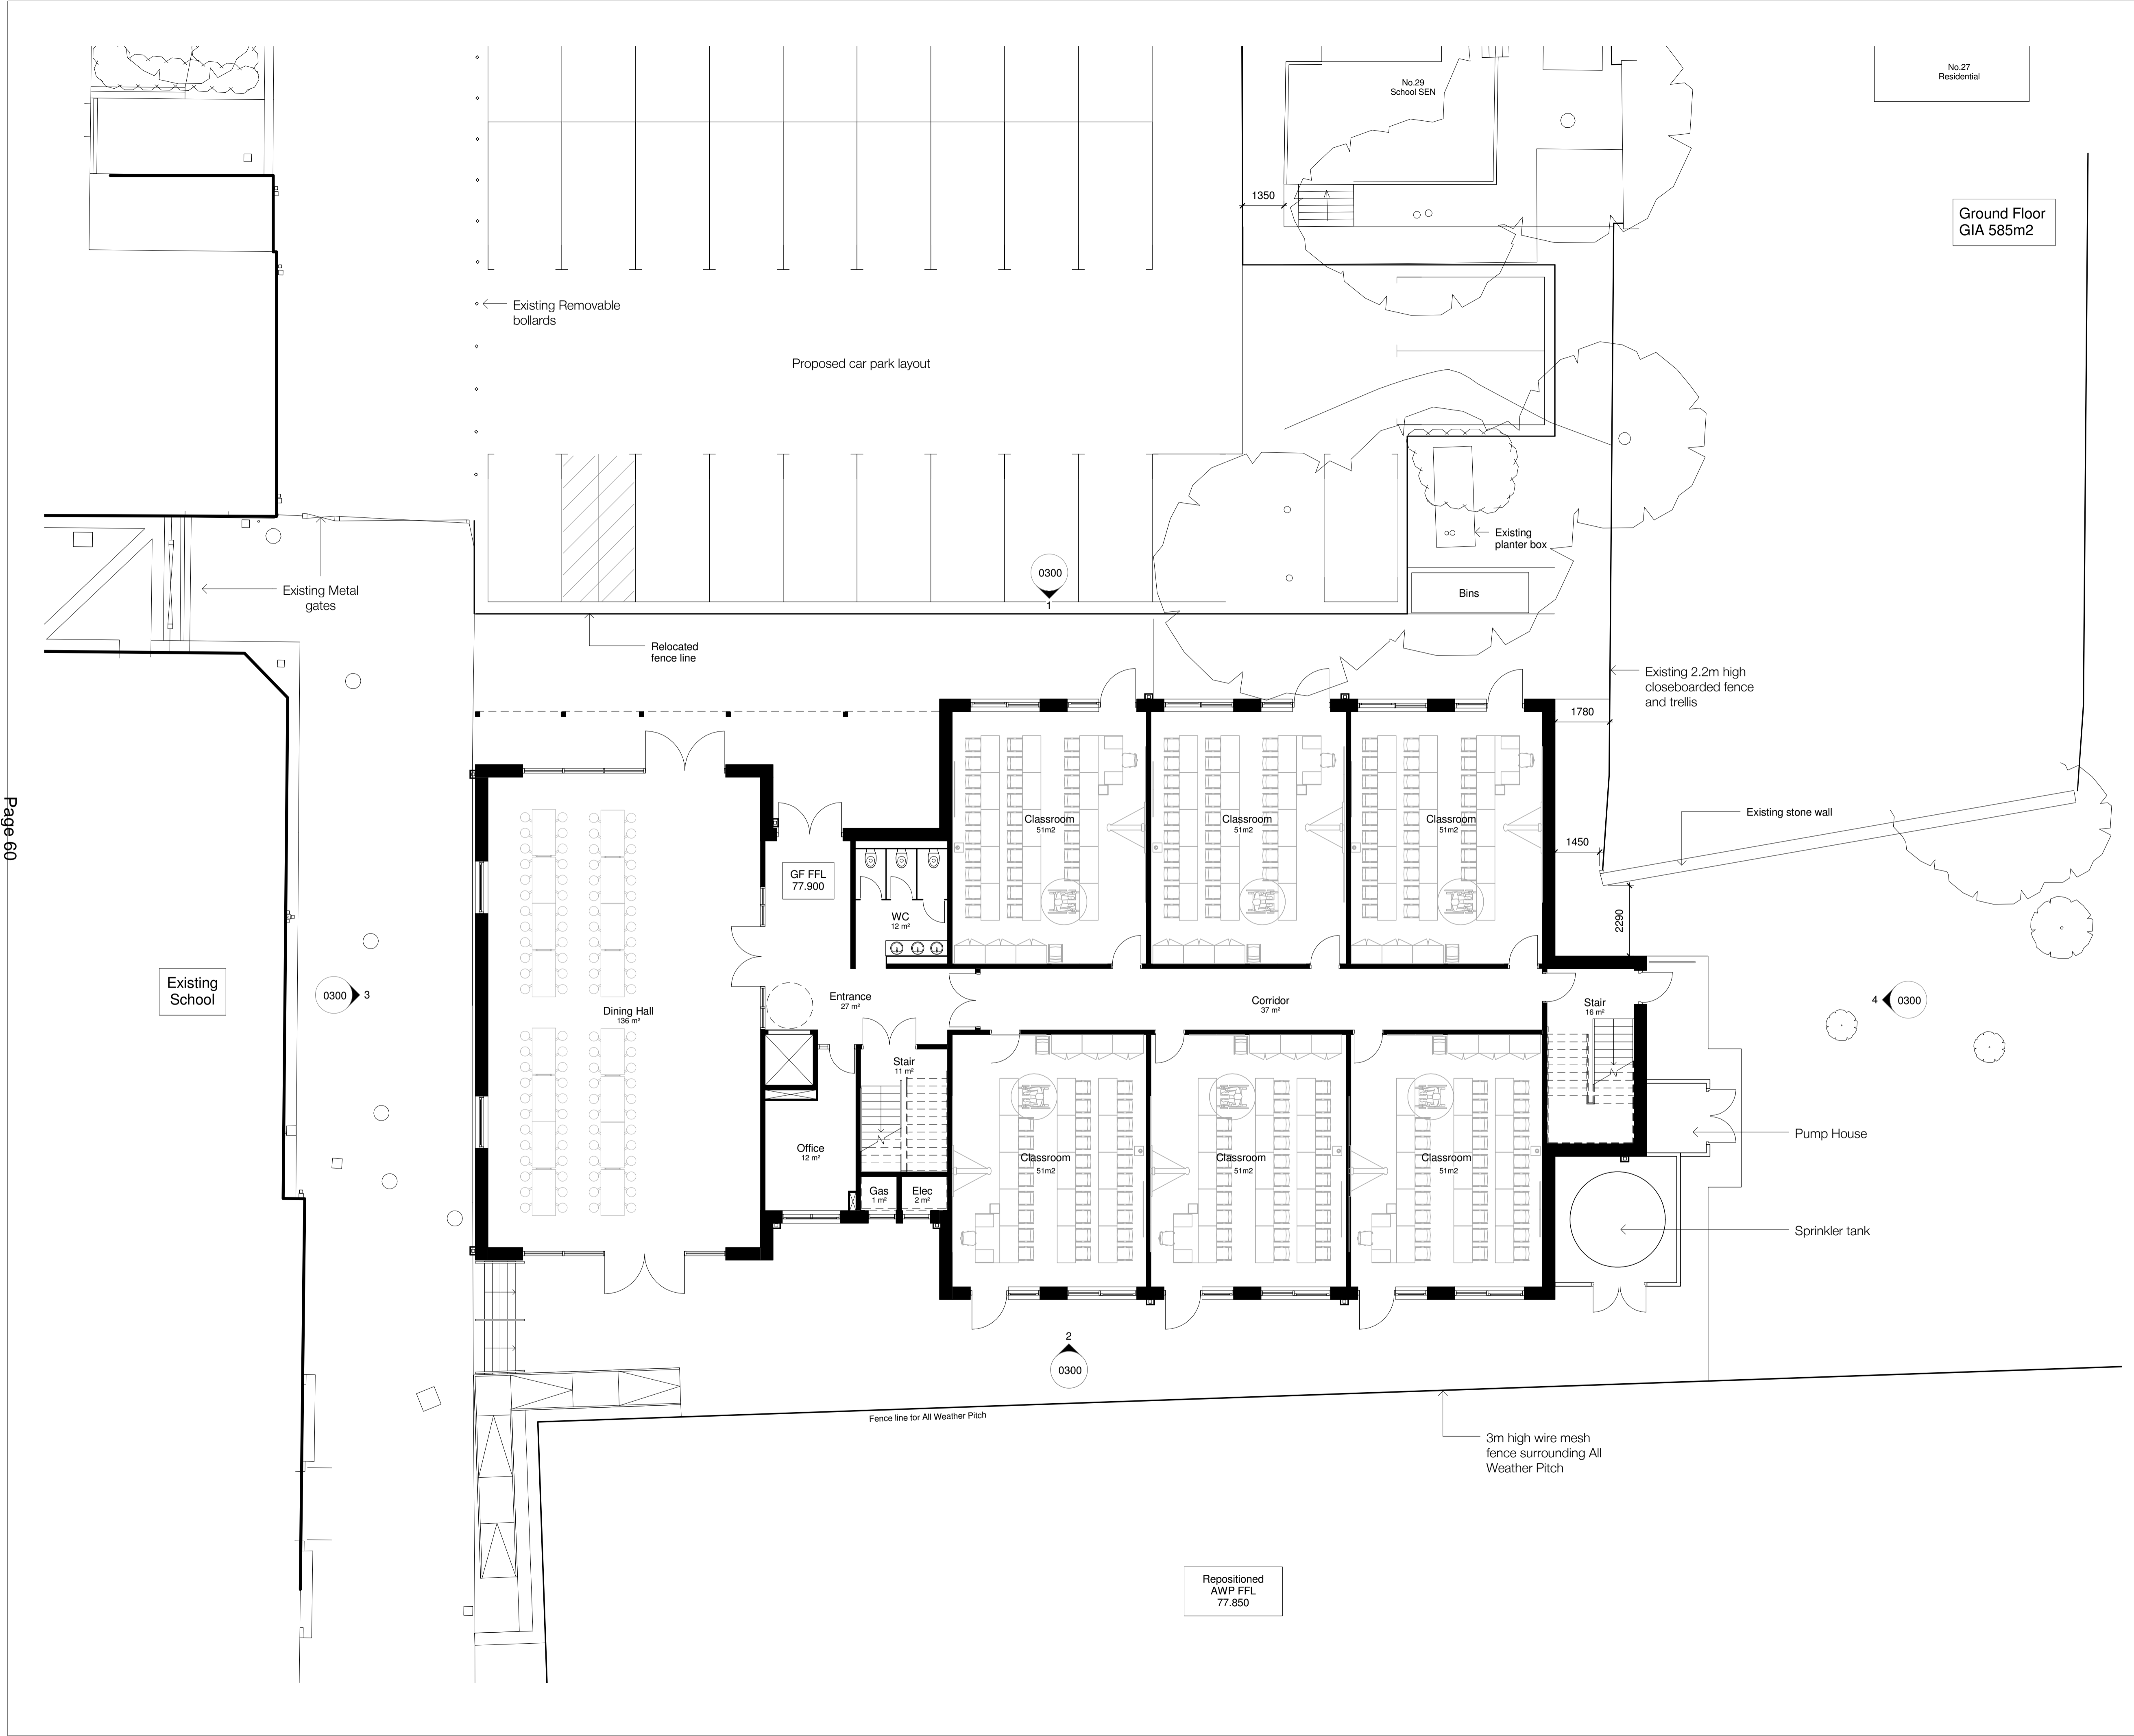 No.29
School SEN
No.27
Residential
1350
Ground Floor
GIA 585m2
Existing Removable
bollards
Proposed car park layout
Existing
planter box
0300
1
Bins
Existing Metal
gates
Relocated
fence line
Existing 2.2m high
closeboarded fence
and trellis
1780
Page 60
Existing stone wall
1450
2290
Classroom
51m2
Classroom
51m2
Classroom
51m2
GF FFL
77.900
WC
12 m²
Existing
School
0300
3
Dining Hall
136 m²
Entrance
27 m²
Corridor
37 m²
Stair
16 m²
4
0300
Stair
11 m²
Office
12 m²
Gas
1 m²
Elec
2 m²
Classroom
51m2
Classroom
51m2
Classroom
51m2
Pump House
Sprinkler tank
2
0300
Fence line for All Weather Pitch
3m high wire mesh
fence surrounding All
Weather Pitch
Repositioned
AWP FFL
77.850